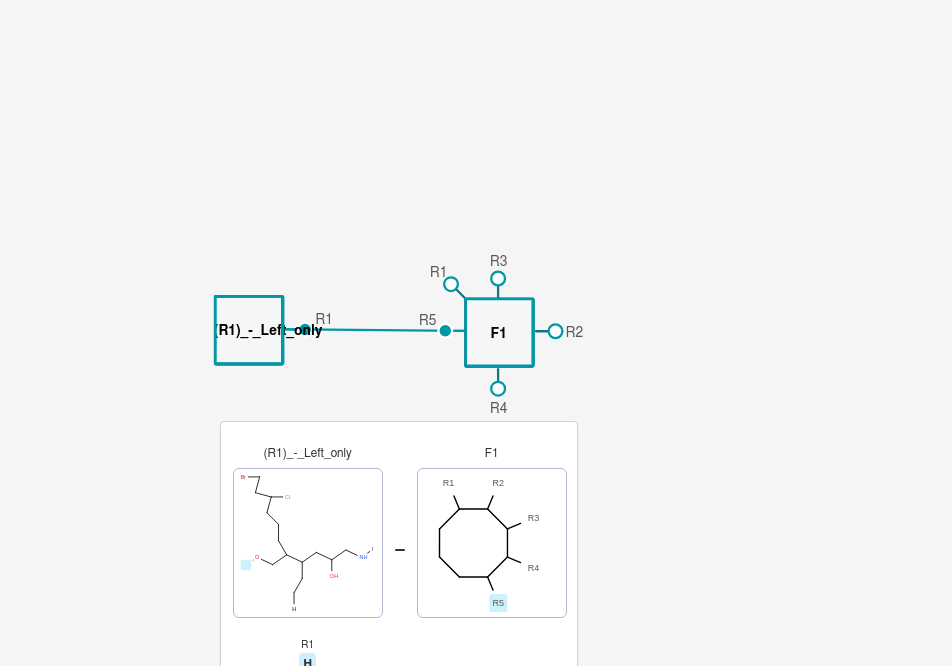 R3
R1
R1
R5
(R1)_-_Left_only
F1
R2
R4
(R1)_-_Left_only
F1
Br
Cl
O
NH
I
OH
H
R1
R2
R3
R4
R5
R1
H